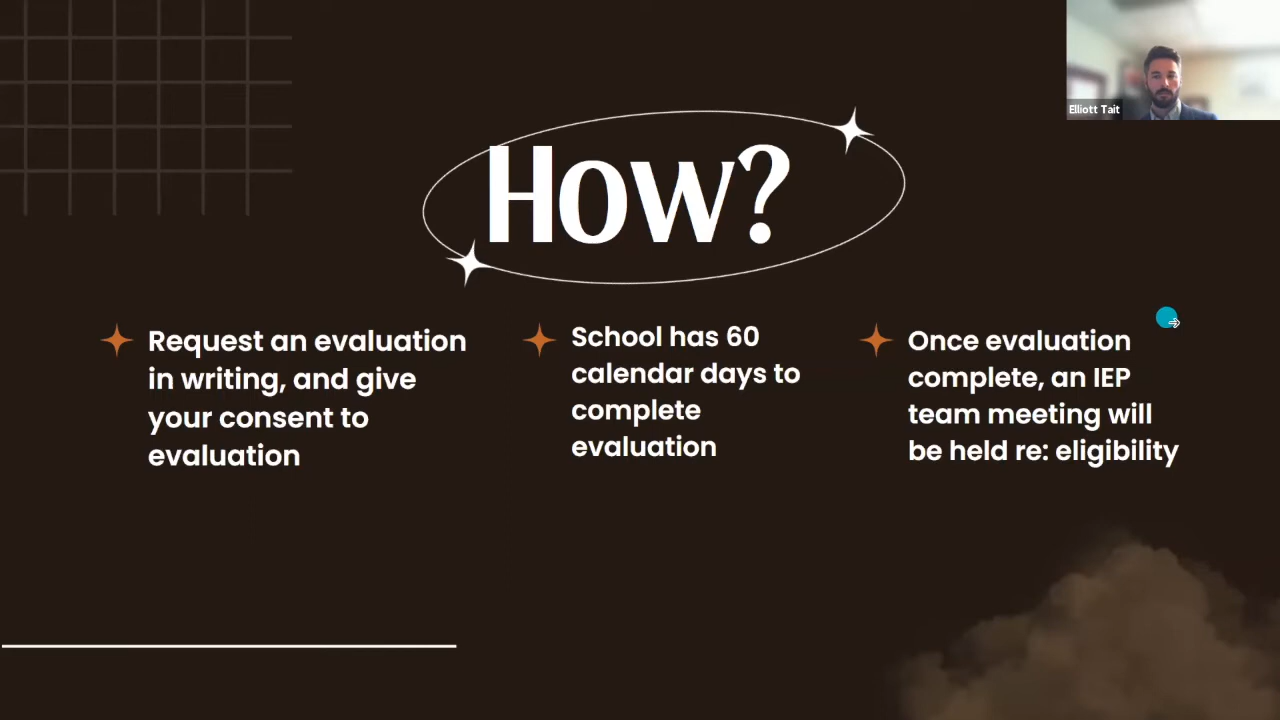 Elliott Tait
How?
Request an evaluation
in writing, and give
your consent to
evaluation
School has 60
calendar days to
complete
evaluation
Once evaluation
complete, an IEP
team meeting will
be held re: eligibility